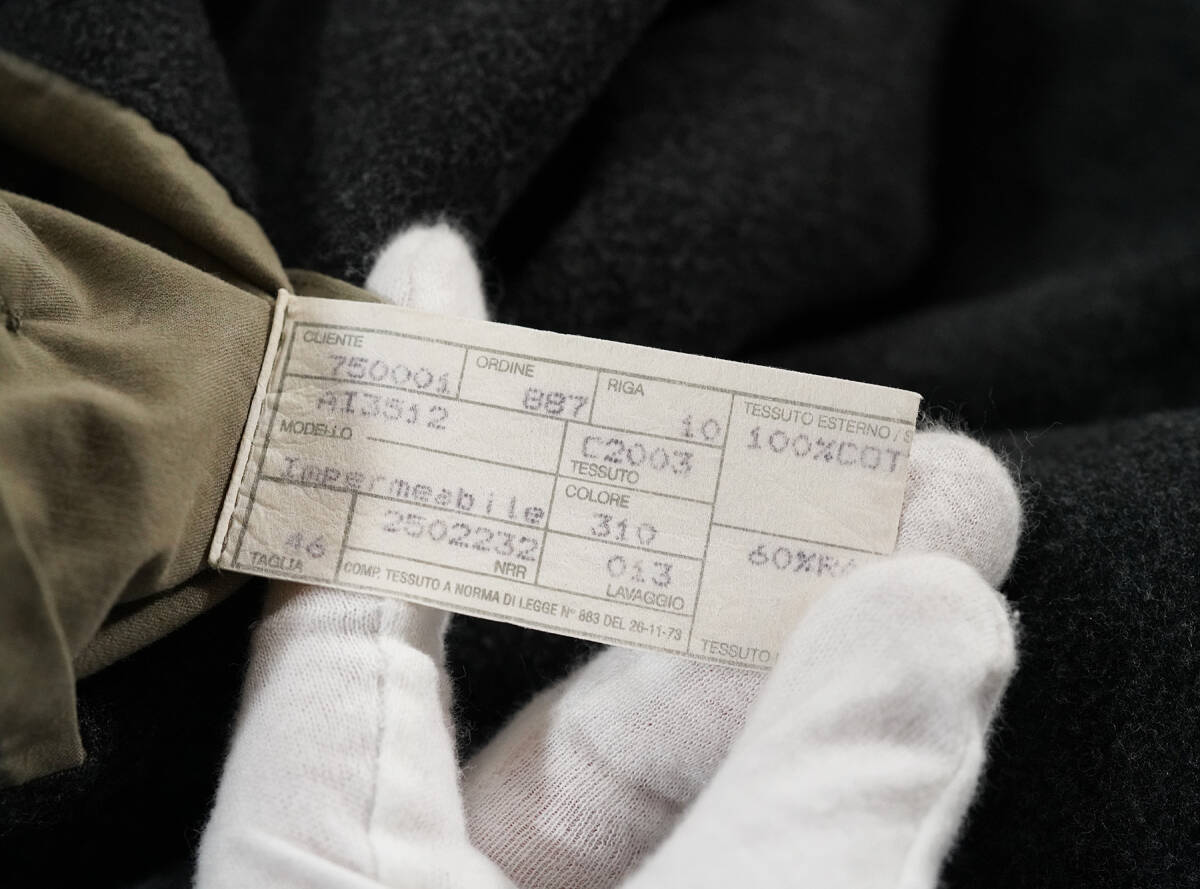 CLIENTE
750001
ORDINE
887
RIGA
10
TESSUTO ESTERNO / S
100%COT
AI3512
MODELLO
C2003
TESSUTO
Impermeabile
COLORE
310
60%RA
46
TAGLIA
2502232
NRR
013
LAVAGGIO
COMP. TESSUTO A NORMA DI LEGGE N° 883 DEL 26-11-73
TESSUTO